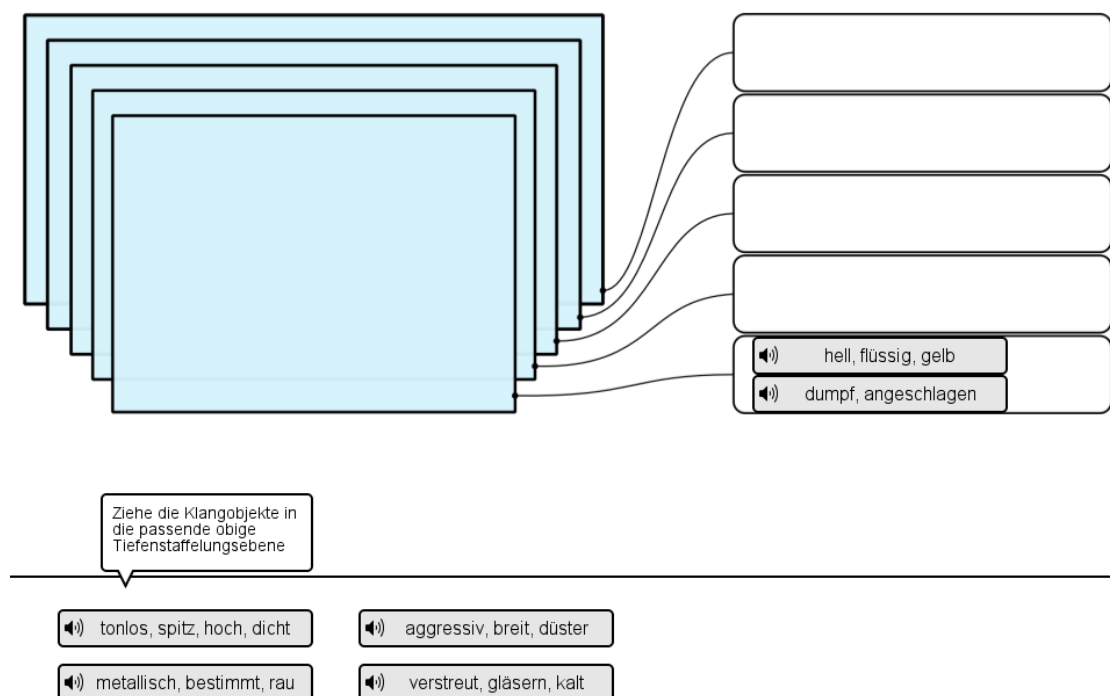 hell, flüssig, gelb
dumpf, angeschlagen
Ziehe die Klangobjekte in
die passende obige
Tiefenstaffelungsebene
tonlos, spitz, hoch, dicht
aggressiv, breit, düster
metallisch, bestimmt, rau
verstreut, gläsern, kalt